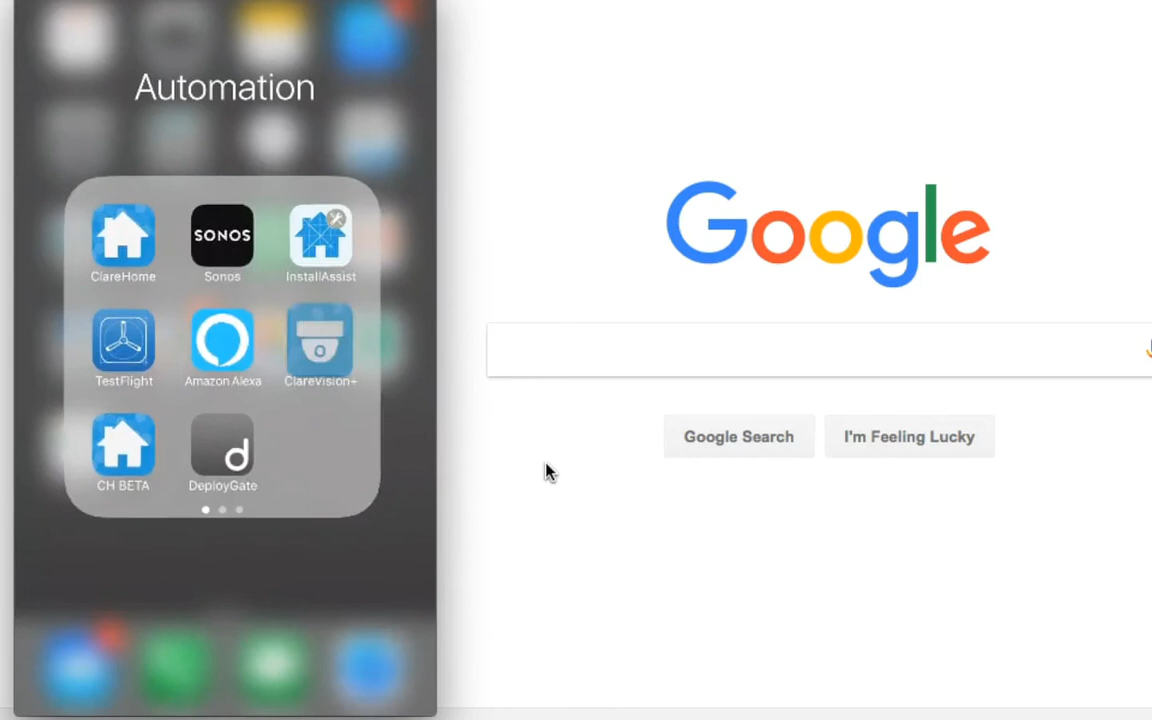 Automation
SONOS
ClareHome Sonos InstallAssist
TestFlight Amazon Alexa ClareVision+
d
CH BETA DeployGate
Google
Google Search I'm Feeling Lucky